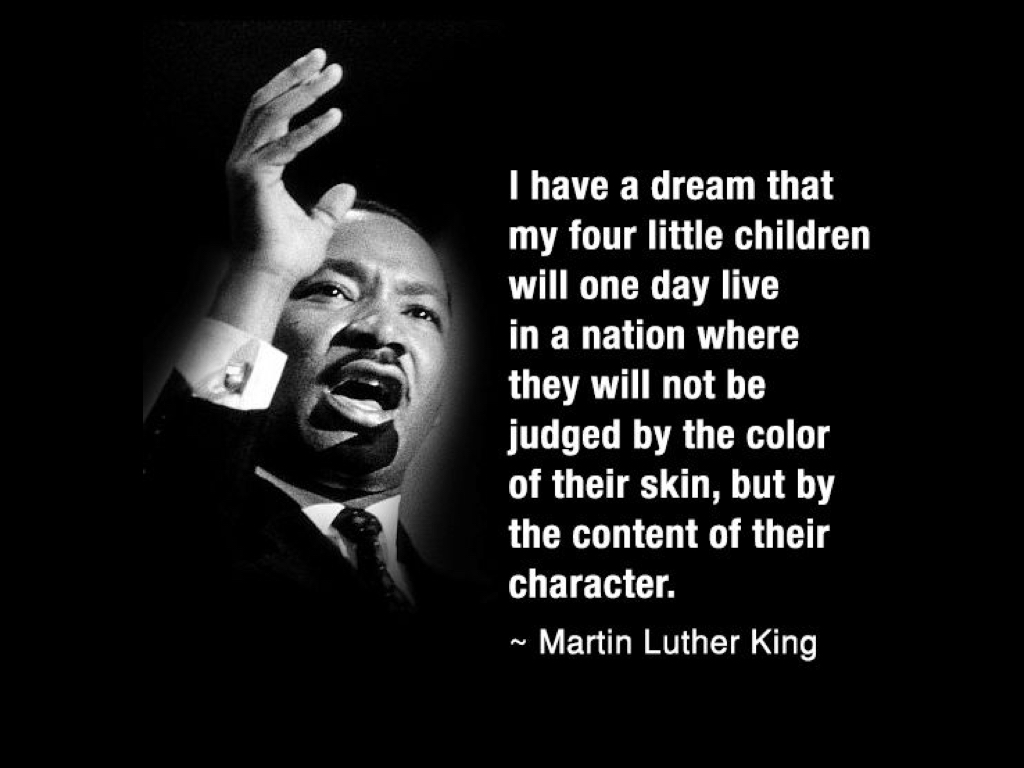 I have a dream that
my four little children
will one day live
in a nation where
they will not be
judged by the color
of their skin, but by
the content of their
character.
~ Martin Luther King